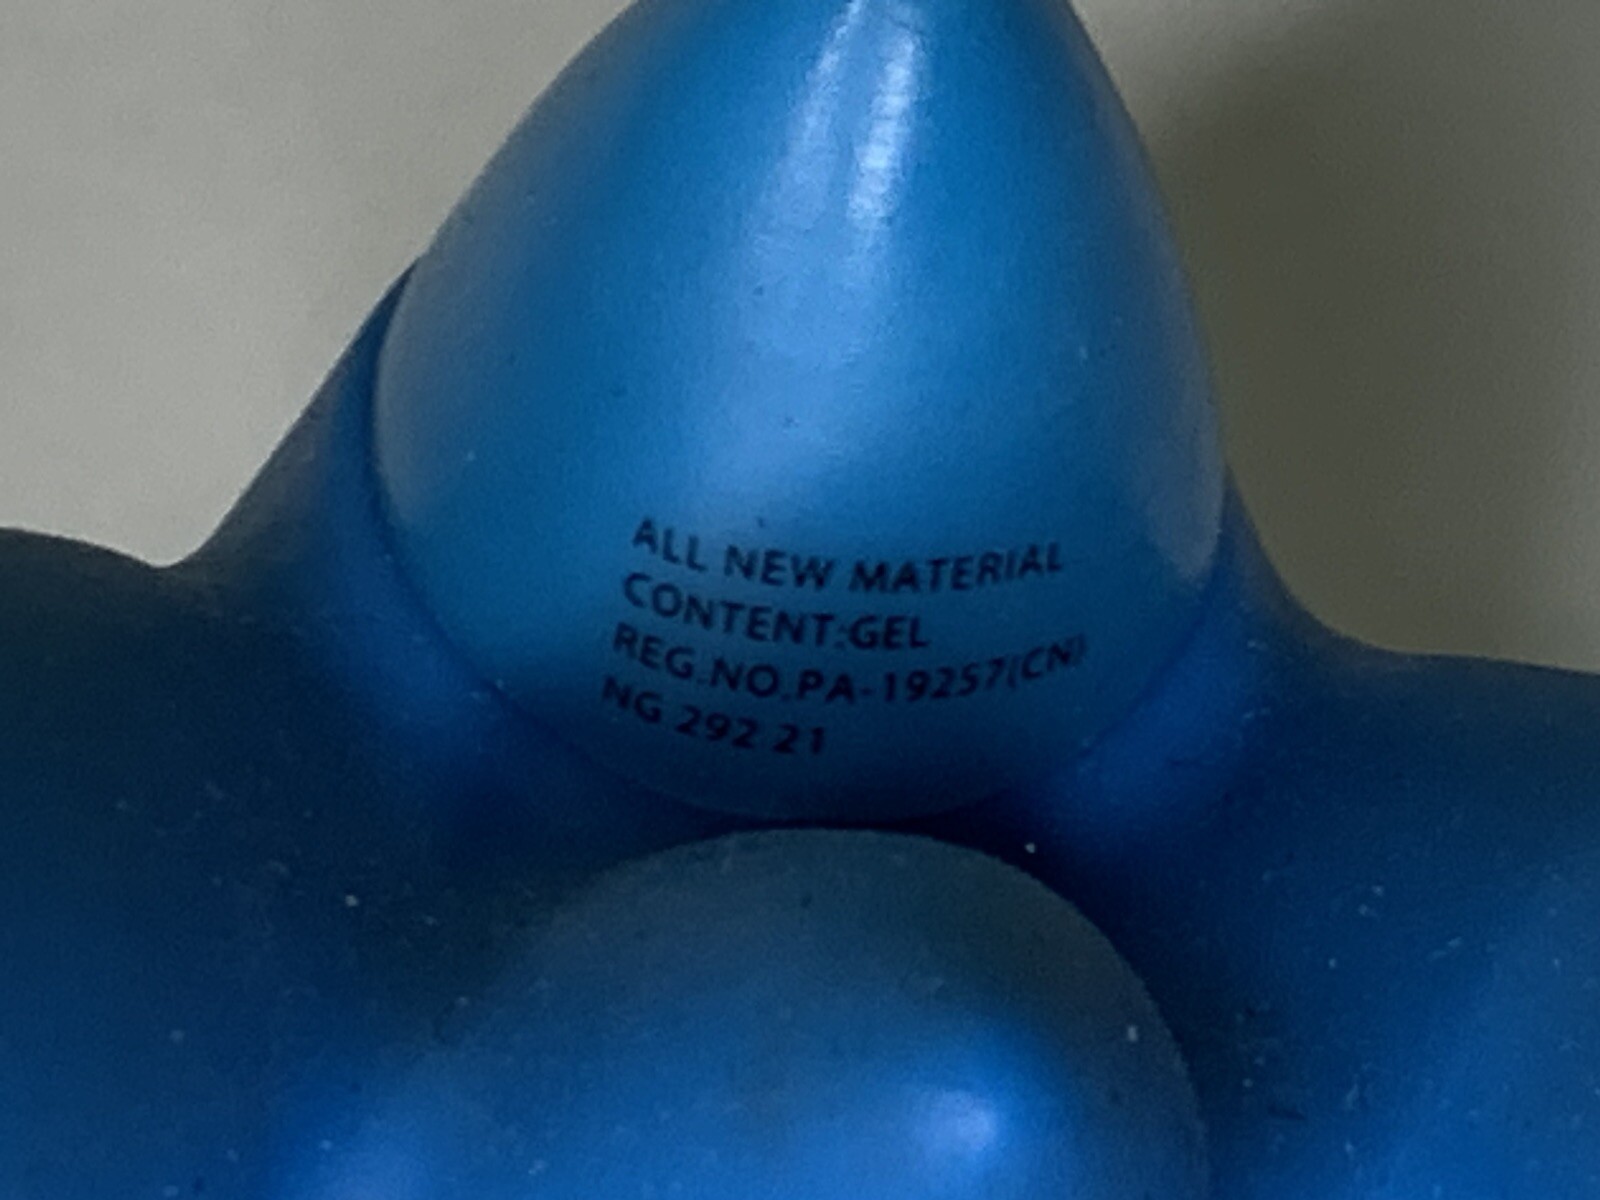 ALL NEW MATERIAL
CONTENT:GEL
REG.NO.PA-19257(CN)
NG 292 21